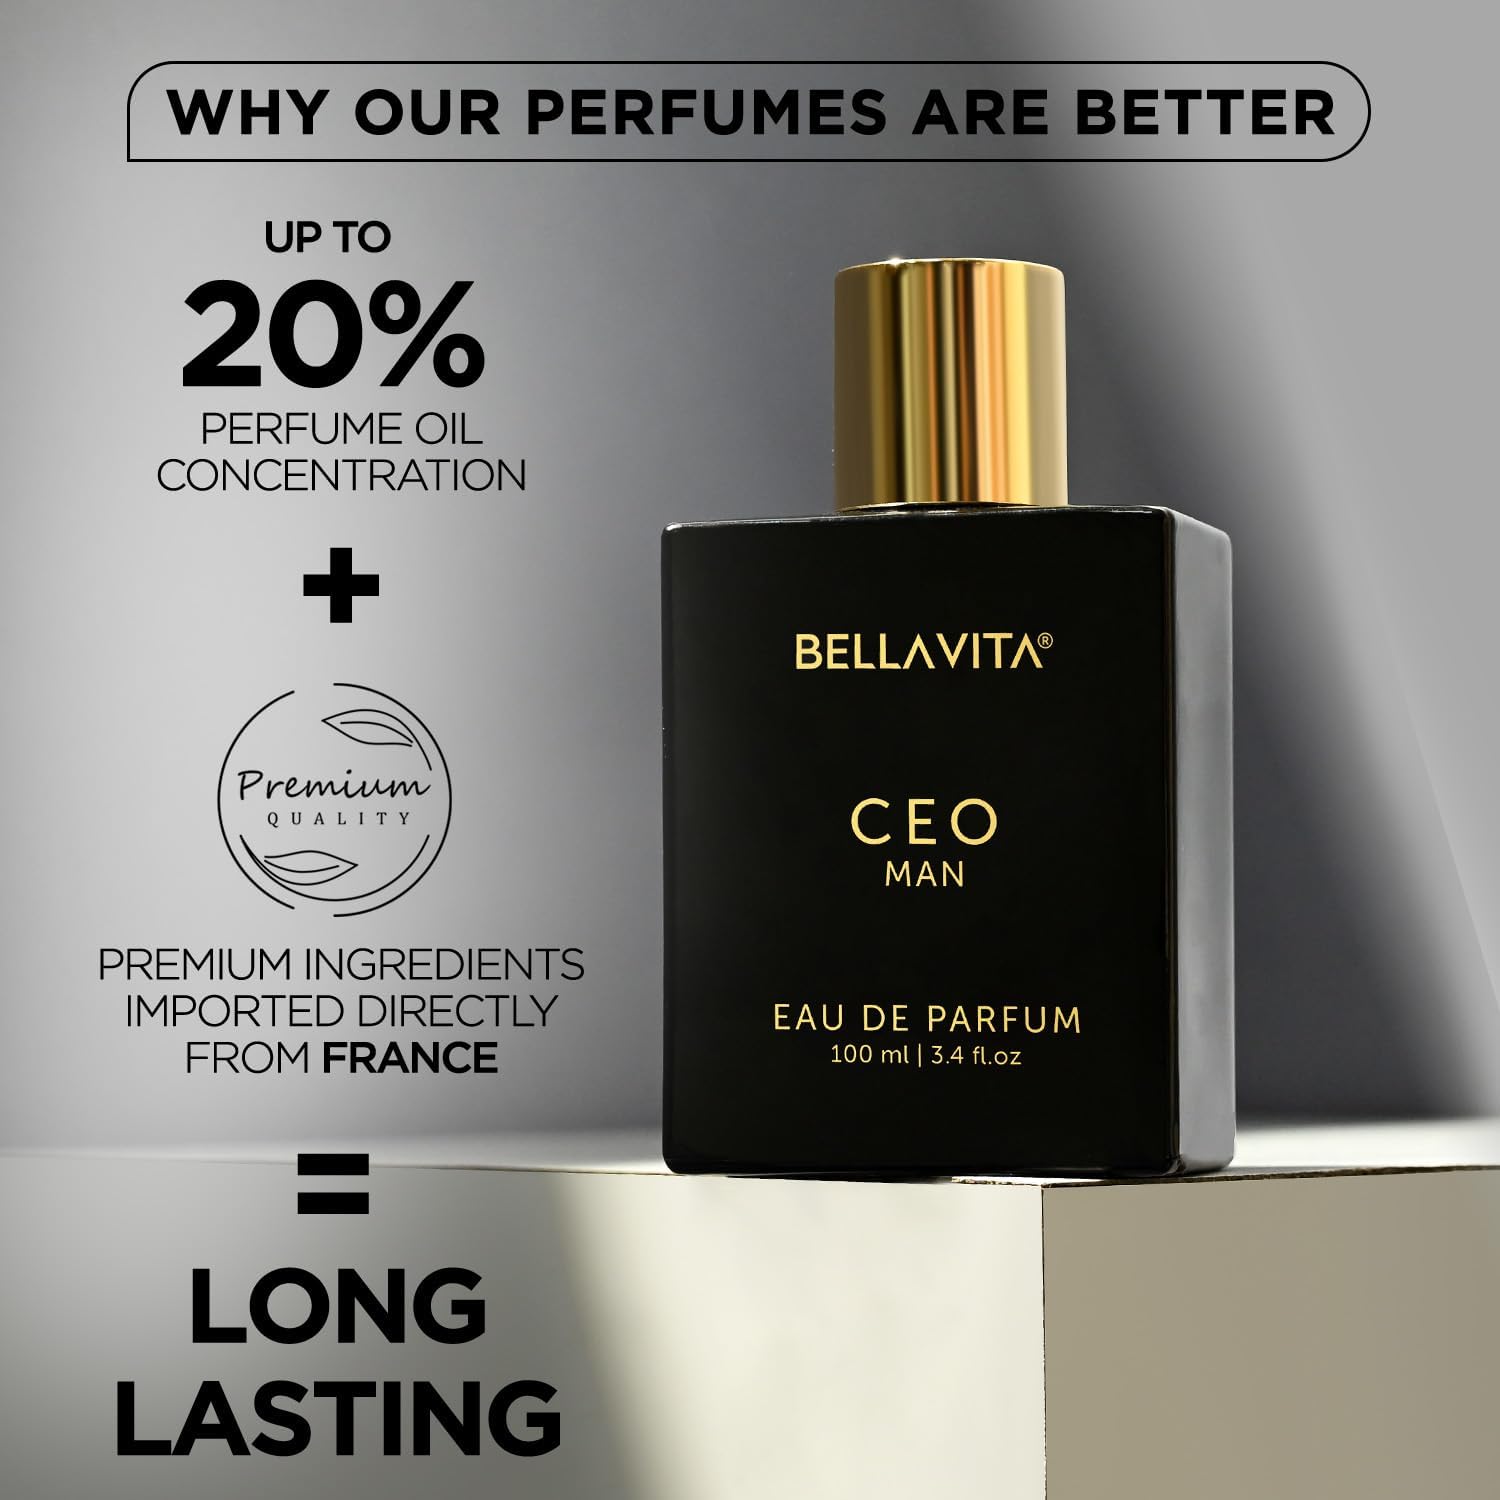 WHY OUR PERFUMES ARE BETTER
UP TO
20%
PERFUME OIL
CONCENTRATION
+
Premium
QUALITY
PREMIUM INGREDIENTS
IMPORTED DIRECTLY
FROM FRANCE
=
LONG
LASTING
BELLAVITA®
CEO
MAN
EAU DE PARFUM
100 ml | 3.4 fl.oz